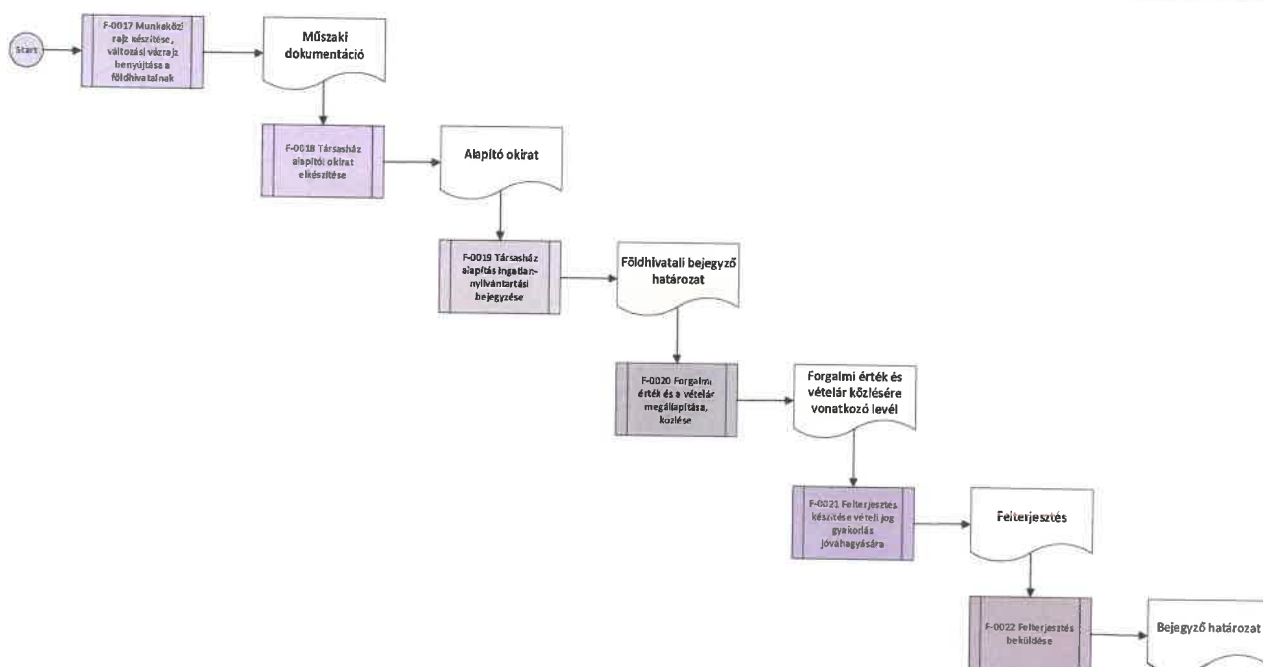 Start
F-0017 Munkaközi
rajz készítése,
változási vázrajz
benyújtása a
földhivatalnak
Műszaki
dokumentáció
F-0018 Társasház
alapítói okirat
elkészítése
Alapító okirat
F-0019 Társasház
alapítás ingatlan-
nyilvántartási
bejegyzése
Földhivatali bejegyző
határozat
F-0020 Forgalmi
érték és a vételár
megállapítása,
közlése
Forgalmi érték és
vételár közlésére
vonatkozó levél
F-0021 Felterjesztés
készítése vételi jog
gyakorlás
jóváhagyására
Felterjesztés
F-0022 Felterjesztés
beküldése
Bejegyző határozat